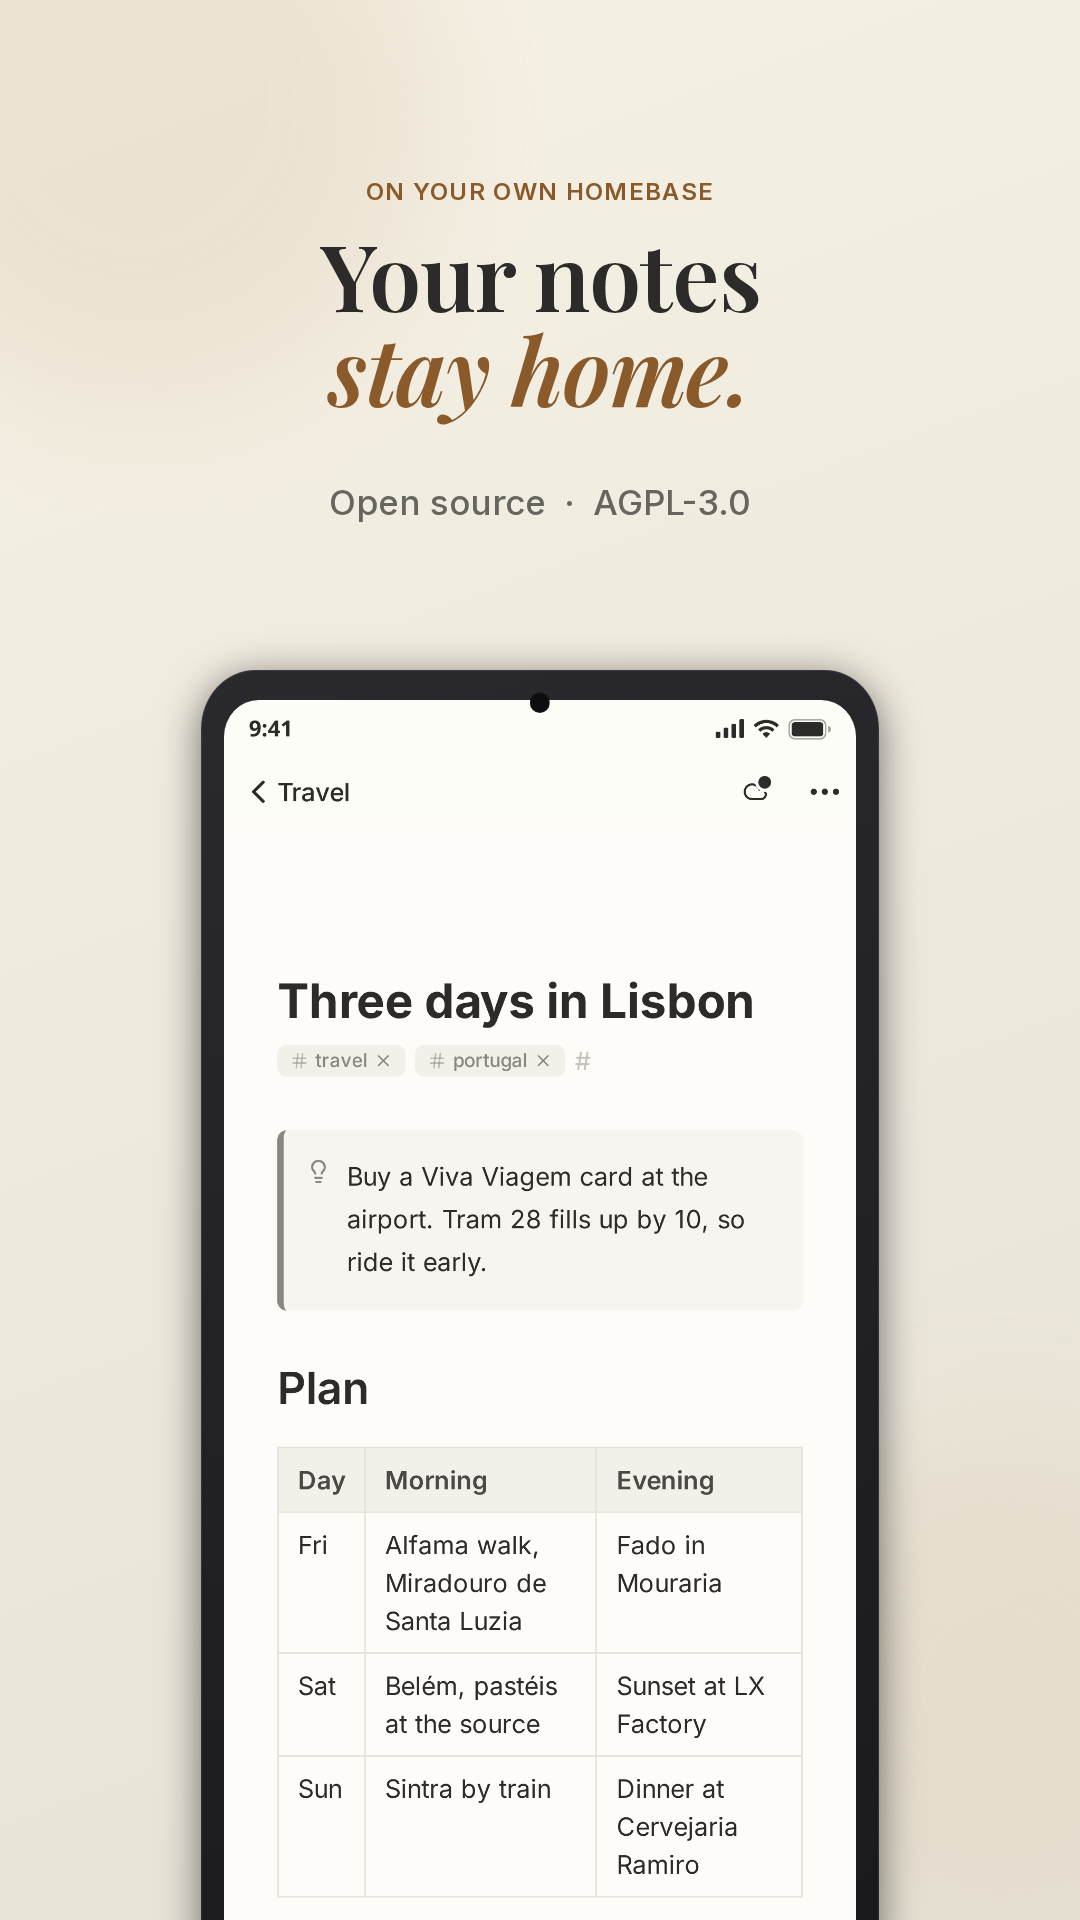 ON YOUR OWN HOMEBASE
Your notes
stay home.
Open source · AGPL-3.0
9:41
Travel
Three days in Lisbon
# travel × # portugal × #
Buy a Viva Viagem card at the
airport. Tram 28 fills up by 10, so
ride it early.
Plan
Day Morning Evening
Fri Alfama walk, Fado in
Miradouro de Mouraria
Santa Luzia
Sat Belém, pastéis Sunset at LX
at the source Factory
Sun Sintra by train Dinner at
Cervejaria
Ramiro